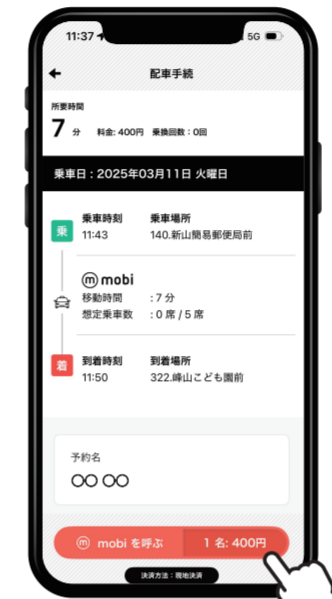 11:37 5G
配車手続
所要時間
7 分 料金: 400円 乗換回数：0回
乗車日：2025年03月11日 火曜日
乗車時刻 乗車場所
乗 11:43 140.新山簡易郵便局前
mobi
移動時間 : 7 分
想定乗車数 : 0 席 / 5 席
到着時刻 到着場所
着 11:50 322.峰山こども園前
予約名
○○ ○○
mobi を呼ぶ 1 名: 400円
決済方法：現地決済